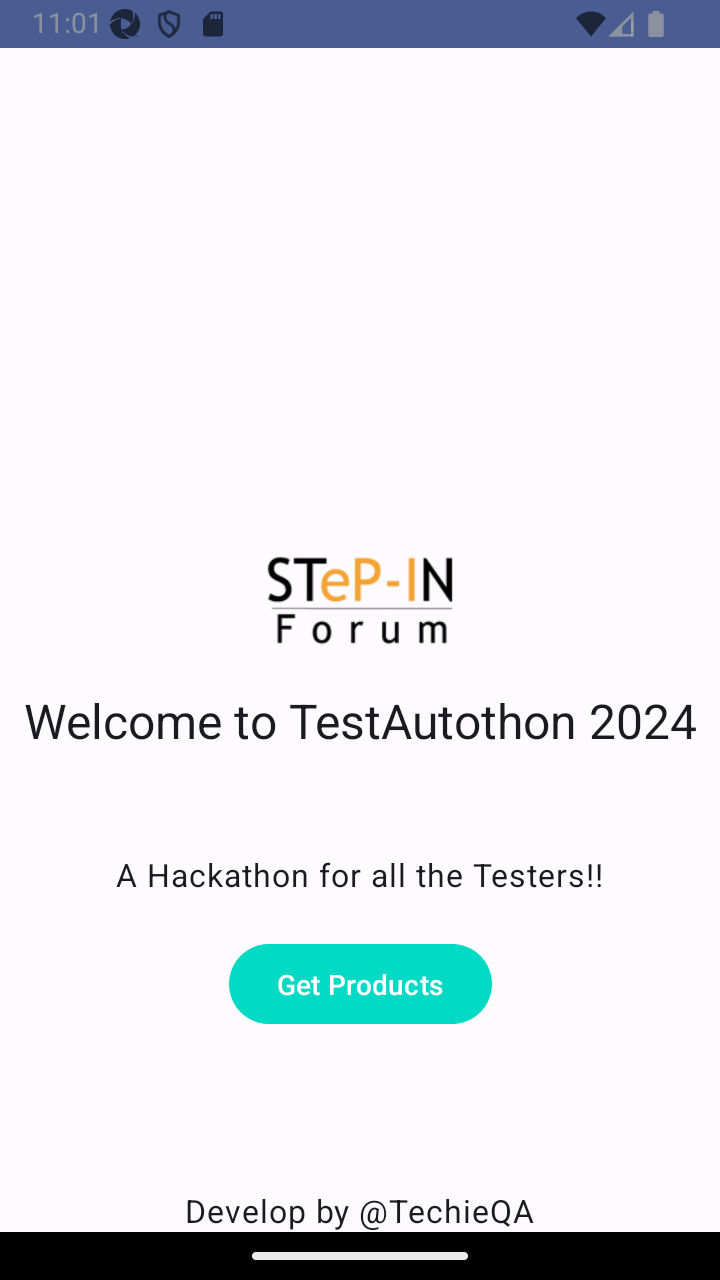 11:01
STeP-IN
Forum
Welcome to TestAutothon 2024
A Hackathon for all the Testers!!
Get Products
Develop by @TechieQA